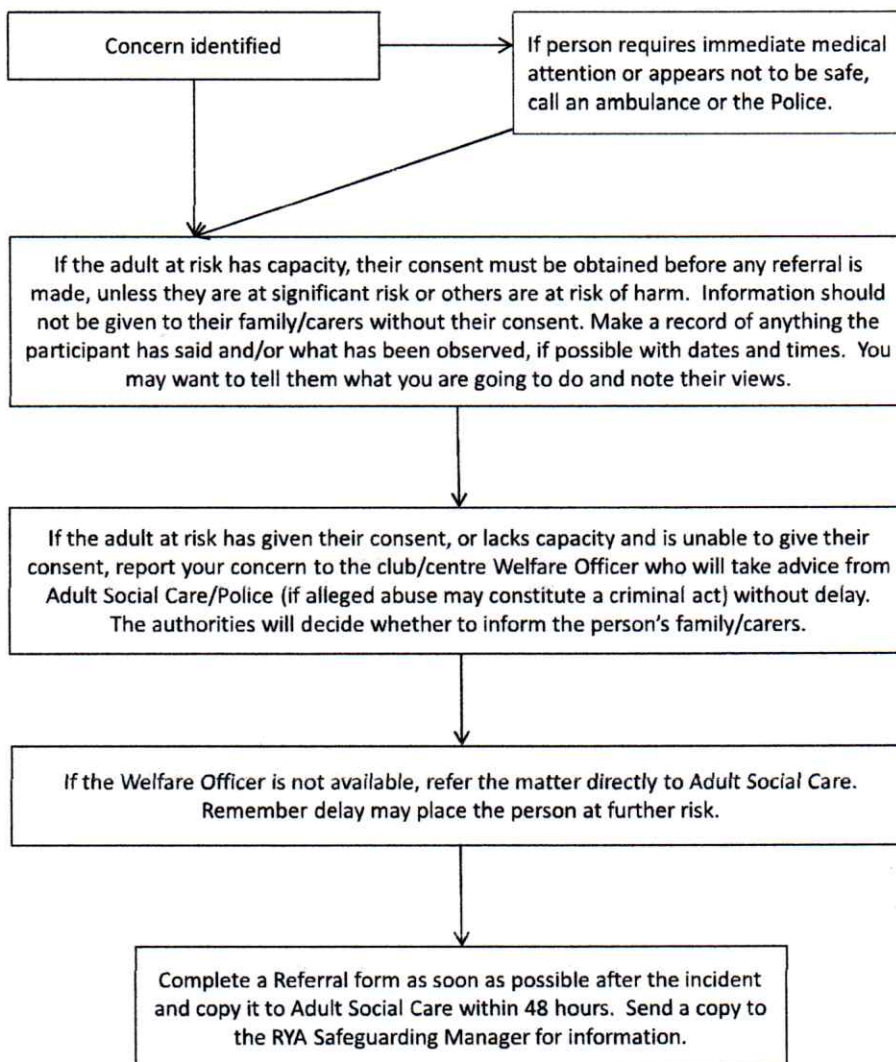 Concern identified
If person requires immediate medical
attention or appears not to be safe,
call an ambulance or the Police.
If the adult at risk has capacity, their consent must be obtained before any referral is
made, unless they are at significant risk or others are at risk of harm.  Information should
not be given to their family/carers without their consent. Make a record of anything the
participant has said and/or what has been observed, if possible with dates and times.  You
may want to tell them what you are going to do and note their views.
If the adult at risk has given their consent, or lacks capacity and is unable to give their
consent, report your concern to the club/centre Welfare Officer who will take advice from
Adult Social Care/Police (if alleged abuse may constitute a criminal act) without delay.
The authorities will decide whether to inform the person's family/carers.
If the Welfare Officer is not available, refer the matter directly to Adult Social Care.
Remember delay may place the person at further risk.
Complete a Referral form as soon as possible after the incident
and copy it to Adult Social Care within 48 hours.  Send a copy to
the RYA Safeguarding Manager for information.